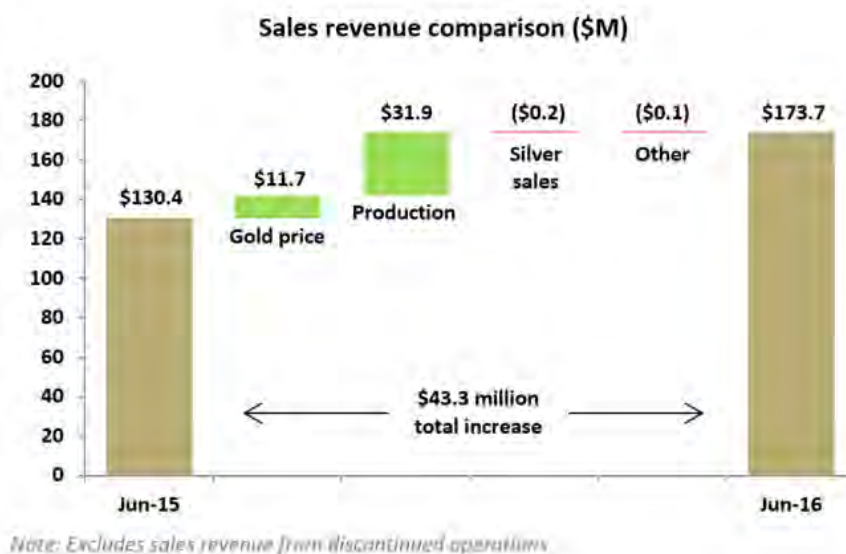 Sales revenue comparison ($M)
200
180
160
140
120
100
80
60
40
20
0
$130.4
$11.7
Gold price
$31.9
Production
($0.2)
Silver
sales
($0.1)
Other
$173.7
$43.3 million
total increase
Jun-15
Jun-16
Note: Excludes sales revenue from discontinued operations